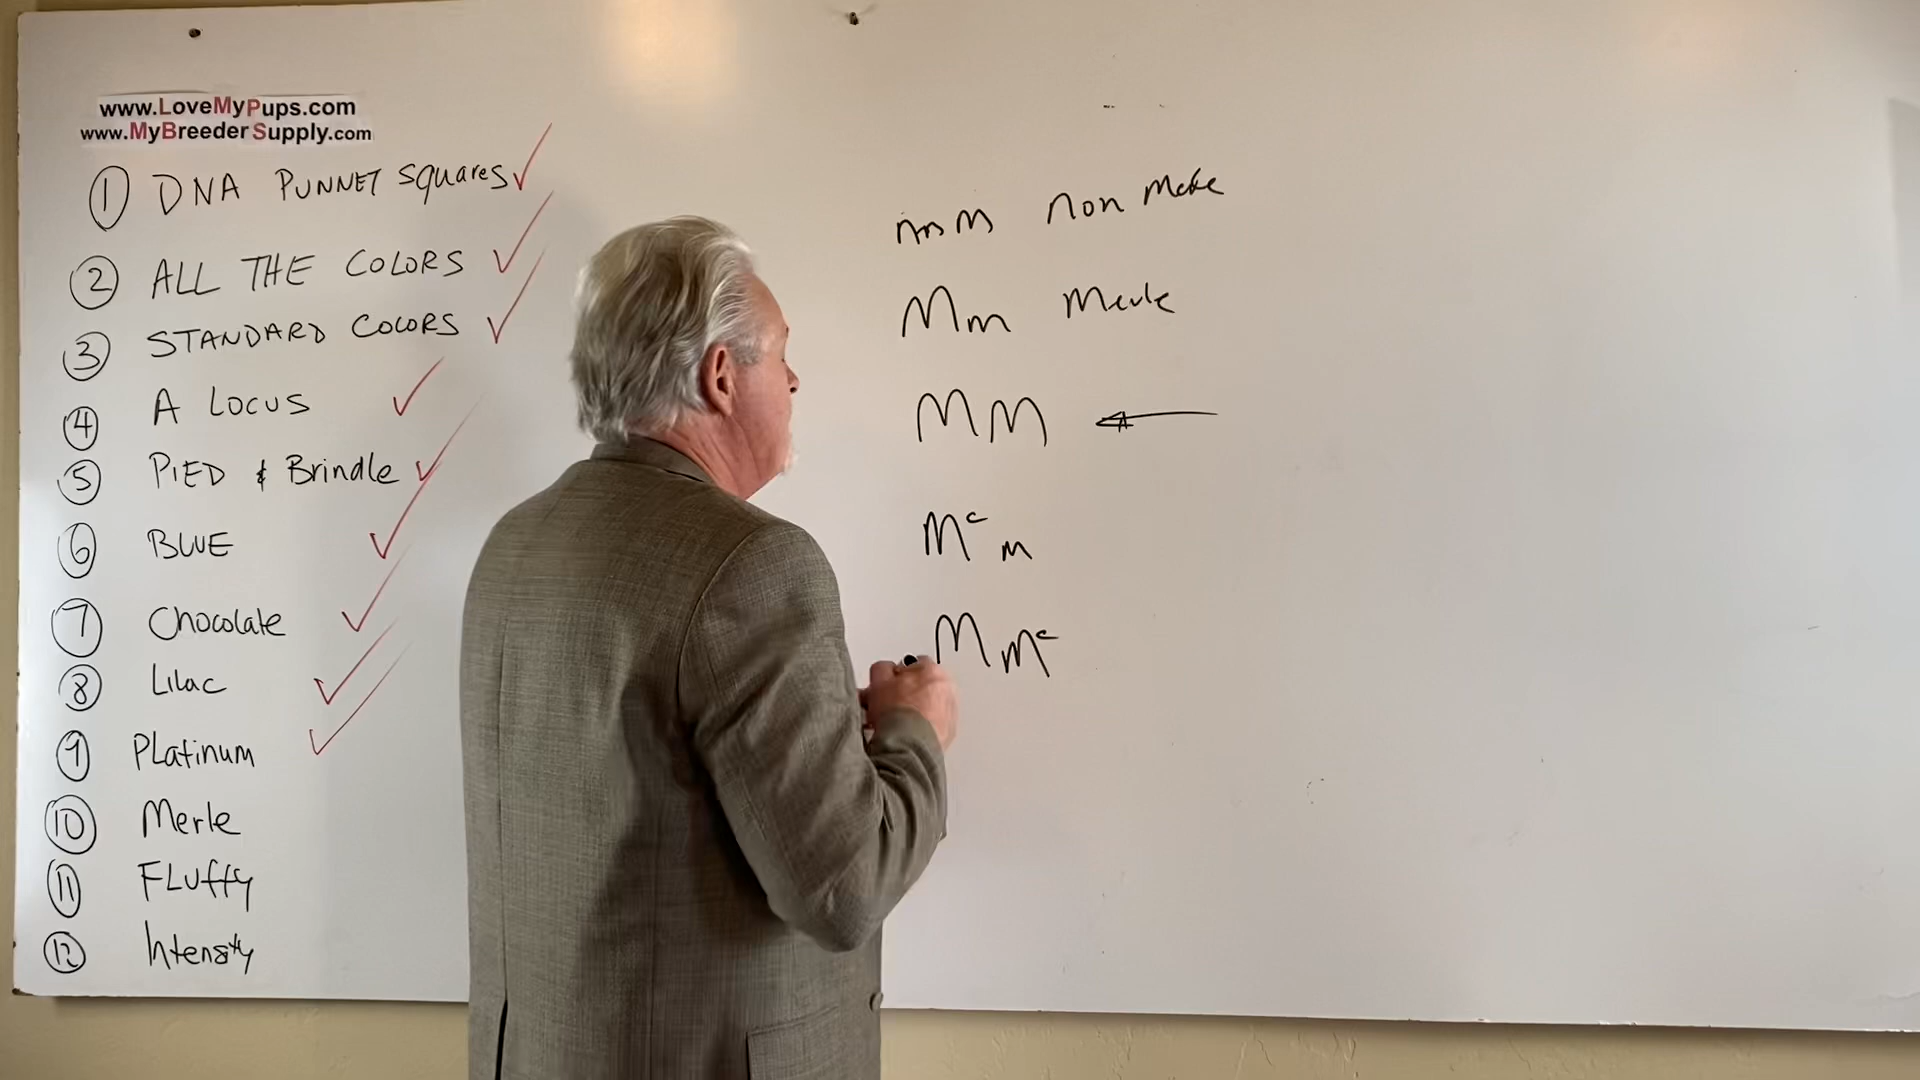 www.LoveMyPups.com
www.MyBreederSupply.com
① DNA PUNNET Squares ✓
② ALL THE COLORS ✓
③ STANDARD COLORS ✓
④ A LOCUS ✓
⑤ PIED & Brindle ✓
⑥ BLUE ✓
⑦ Chocolate ✓
⑧ Lilac ✓
⑨ PLatinum ✓
⑩ Merle
⑪ FLuffy
⑫ Intensity
mm non Merle
Mm Merle
MM ←
Mᶜ m
M Mᶜ